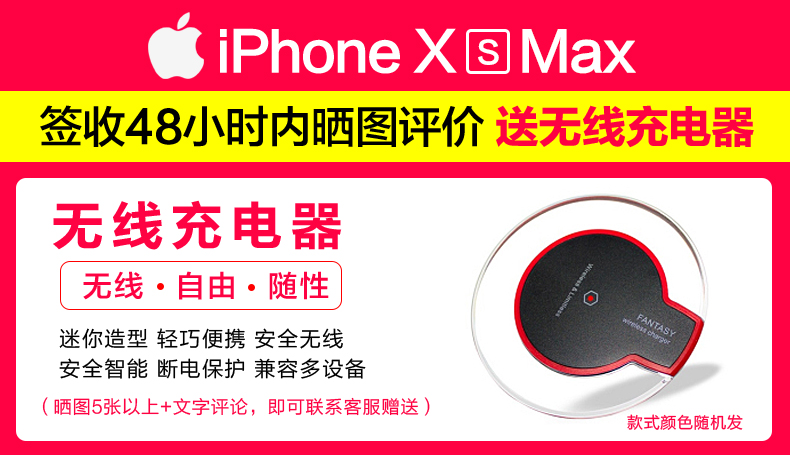 iPhone XS Max
签收48小时内晒图评价 送无线充电器
无线充电器
无线·自由·随性
迷你造型 轻巧便携 安全无线
安全智能 断电保护 兼容多设备
（晒图5张以上+文字评论，即可联系客服赠送）
Wireless & Limitless
FANTASY
wireless charger
款式颜色随机发